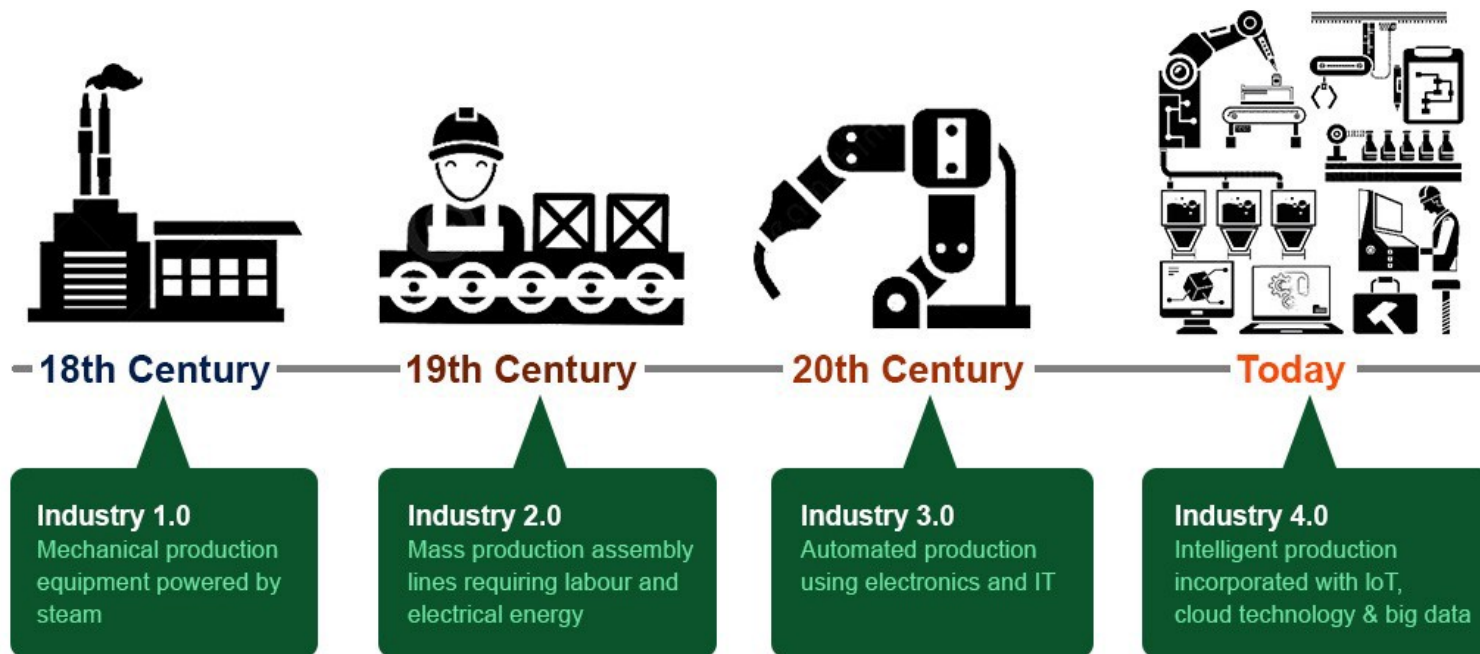 18th Century
19th Century
20th Century
Today
Industry 1.0
Mechanical production
equipment powered by
steam
Industry 2.0
Mass production assembly
lines requiring labour and
electrical energy
Industry 3.0
Automated production
using electronics and IT
Industry 4.0
Intelligent production
incorporated with IoT,
cloud technology & big data